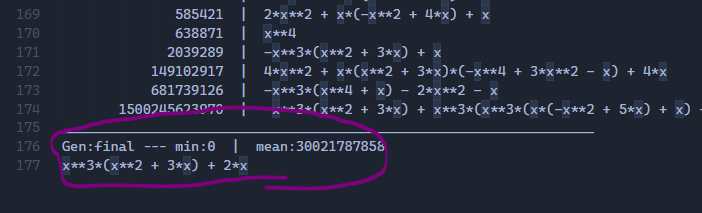 169 585421 | 2*x**2 + x*(-x**2 + 4*x) + x
170 638871 | x**4
171 2039289 | -x**3*(x**2 + 3*x) + x
172 149102917 | 4*x**2 + x*(x**2 + 3*x)*(-x**4 + 3*x**2 - x) + 4*x
173 681739126 | -x**3*(x**4 + x) - 2*x**2 - x
174 1500245623970 | -x**3*(x**2 + 3*x) + x**3*(x**3*(x*(-x**2 + 5*x) + x) -
175
176 Gen:final --- min:0 | mean:30021787858
177 x**3*(x**2 + 3*x) + 2*x